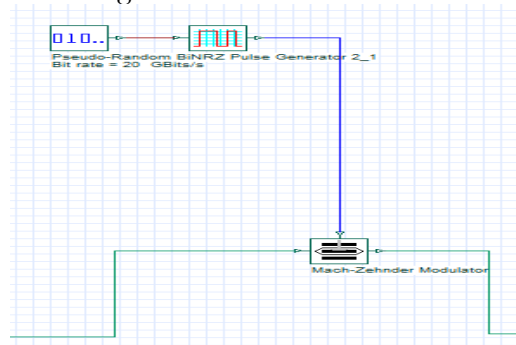 010..
Pseudo-Random BiNRZ Pulse Generator 2_1
Bit rate = 20 GBits/s
Mach-Zehnder Modulator